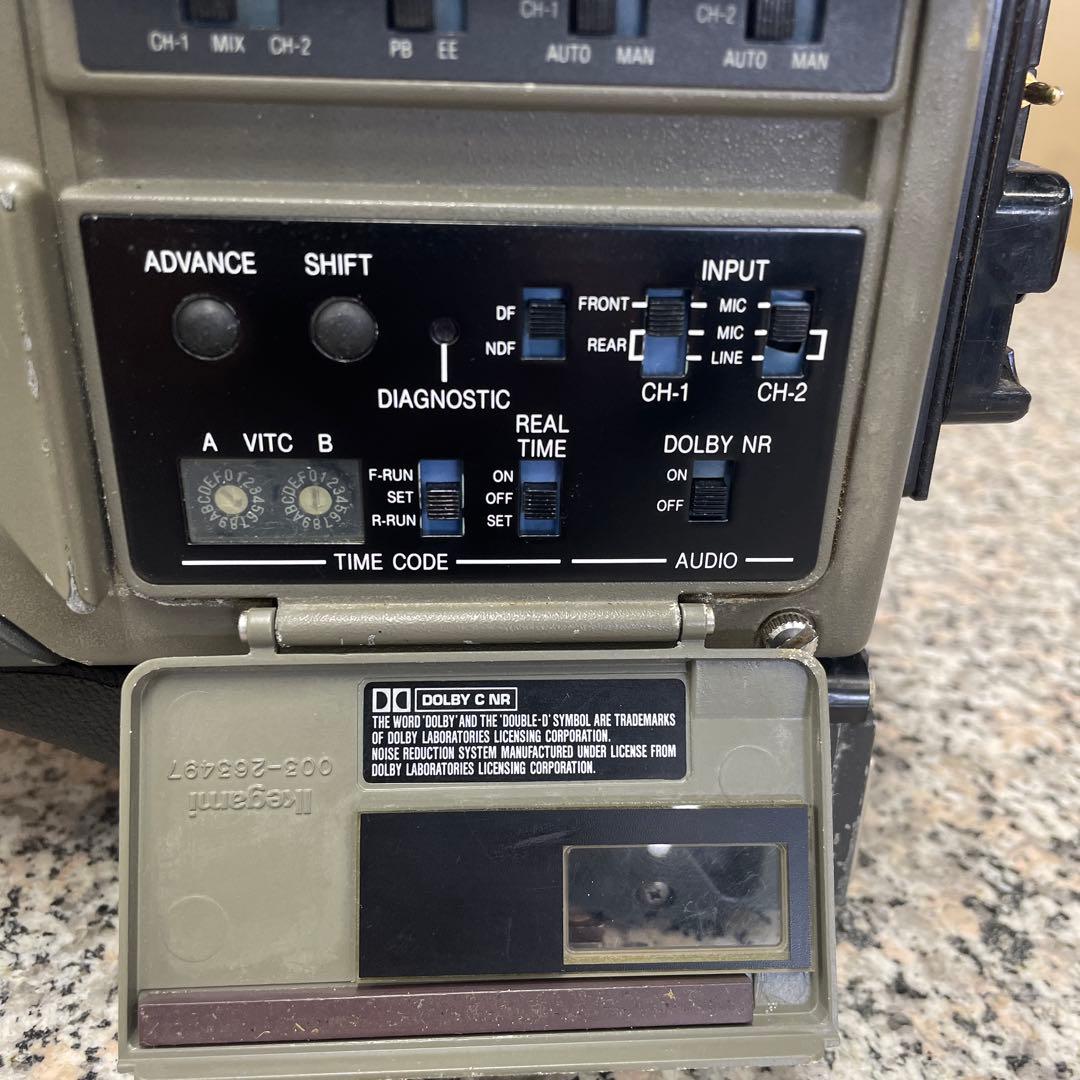 CH-1 MIX CH-2
PB EE
CH-1
AUTO MAN
CH-2
AUTO MAN
ADVANCE
SHIFT
DIAGNOSTIC
DF
NDF
INPUT
FRONT
REAR
MIC
MIC
LINE
CH-1
CH-2
A VITC B
0123456789ABCDEF
0123456789ABCDEF
F-RUN
SET
R-RUN
REAL
TIME
ON
OFF
SET
DOLBY NR
ON
OFF
TIME CODE
AUDIO
DOLBY C NR
THE WORD 'DOLBY' AND THE 'DOUBLE-D' SYMBOL ARE TRADEMARKS
OF DOLBY LABORATORIES LICENSING CORPORATION.
NOISE REDUCTION SYSTEM MANUFACTURED UNDER LICENSE FROM
DOLBY LABORATORIES LICENSING CORPORATION.
003-263497
Ikegami